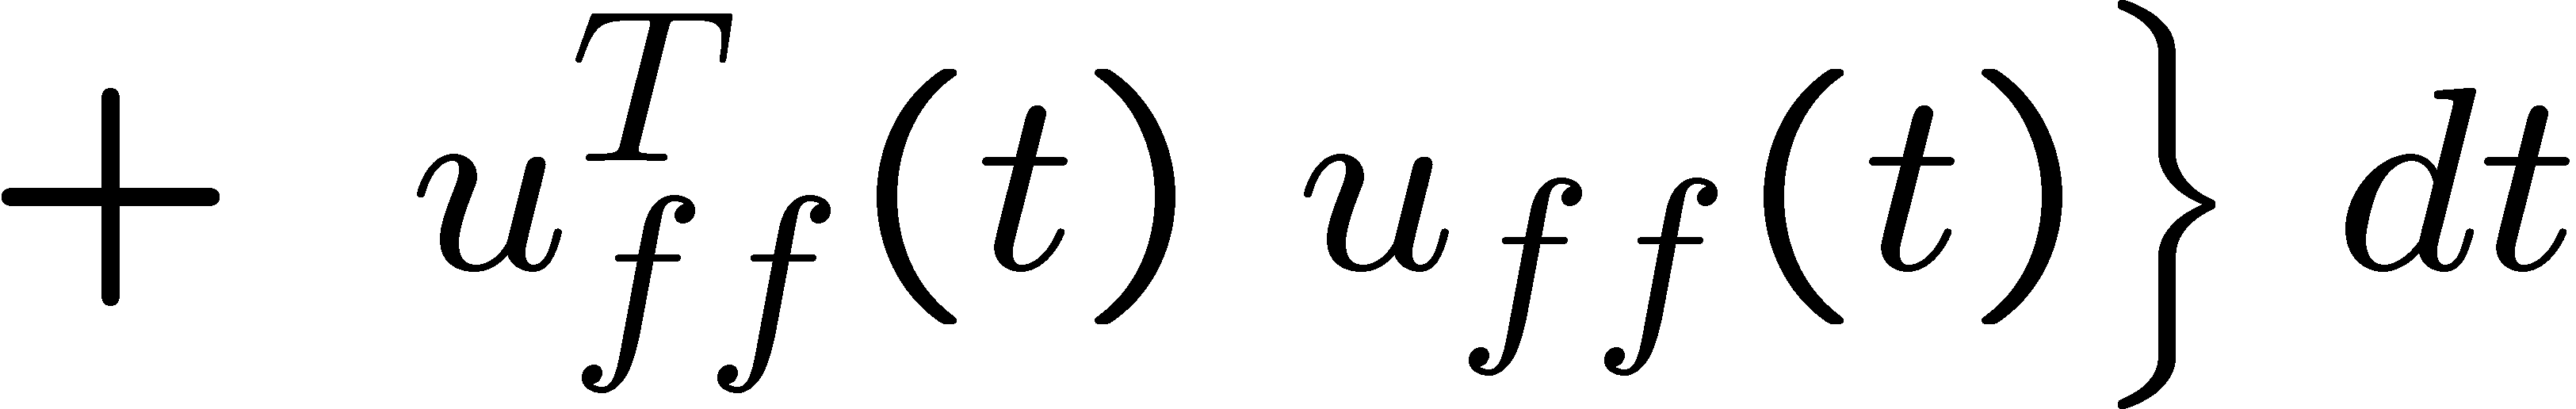 + u_{ff}^T(t) u_{ff}(t)} dt